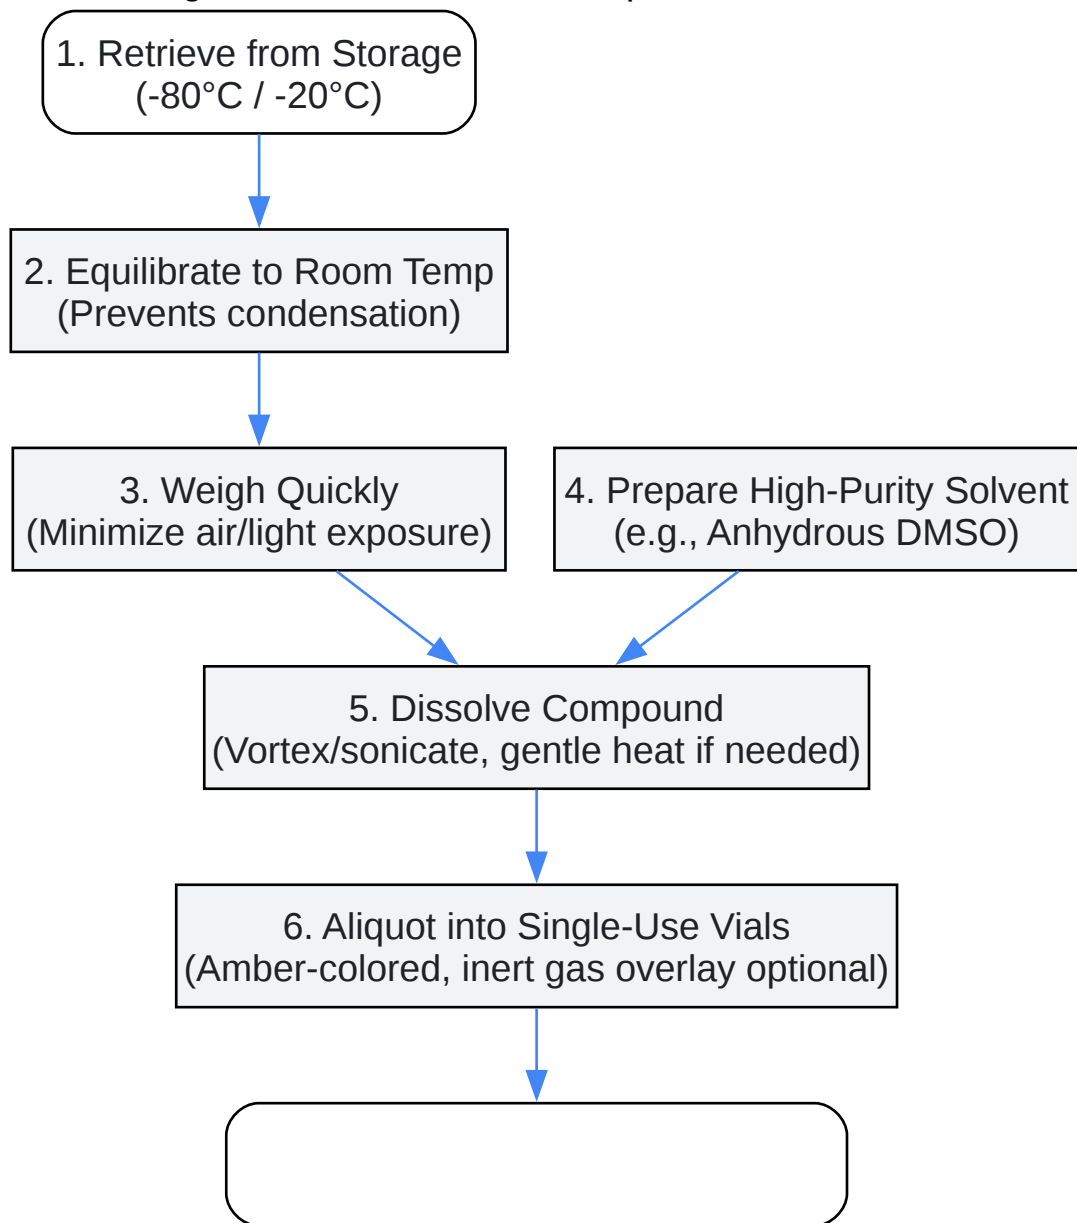 1. Retrieve from Storage
(-80°C / -20°C)
2. Equilibrate to Room Temp
(Prevents condensation)
3. Weigh Quickly
(Minimize air/light exposure)
4. Prepare High-Purity Solvent
(e.g., Anhydrous DMSO)
5. Dissolve Compound
(Vortex/sonicate, gentle heat if needed)
6. Aliquot into Single-Use Vials
(Amber-colored, inert gas overlay optional)